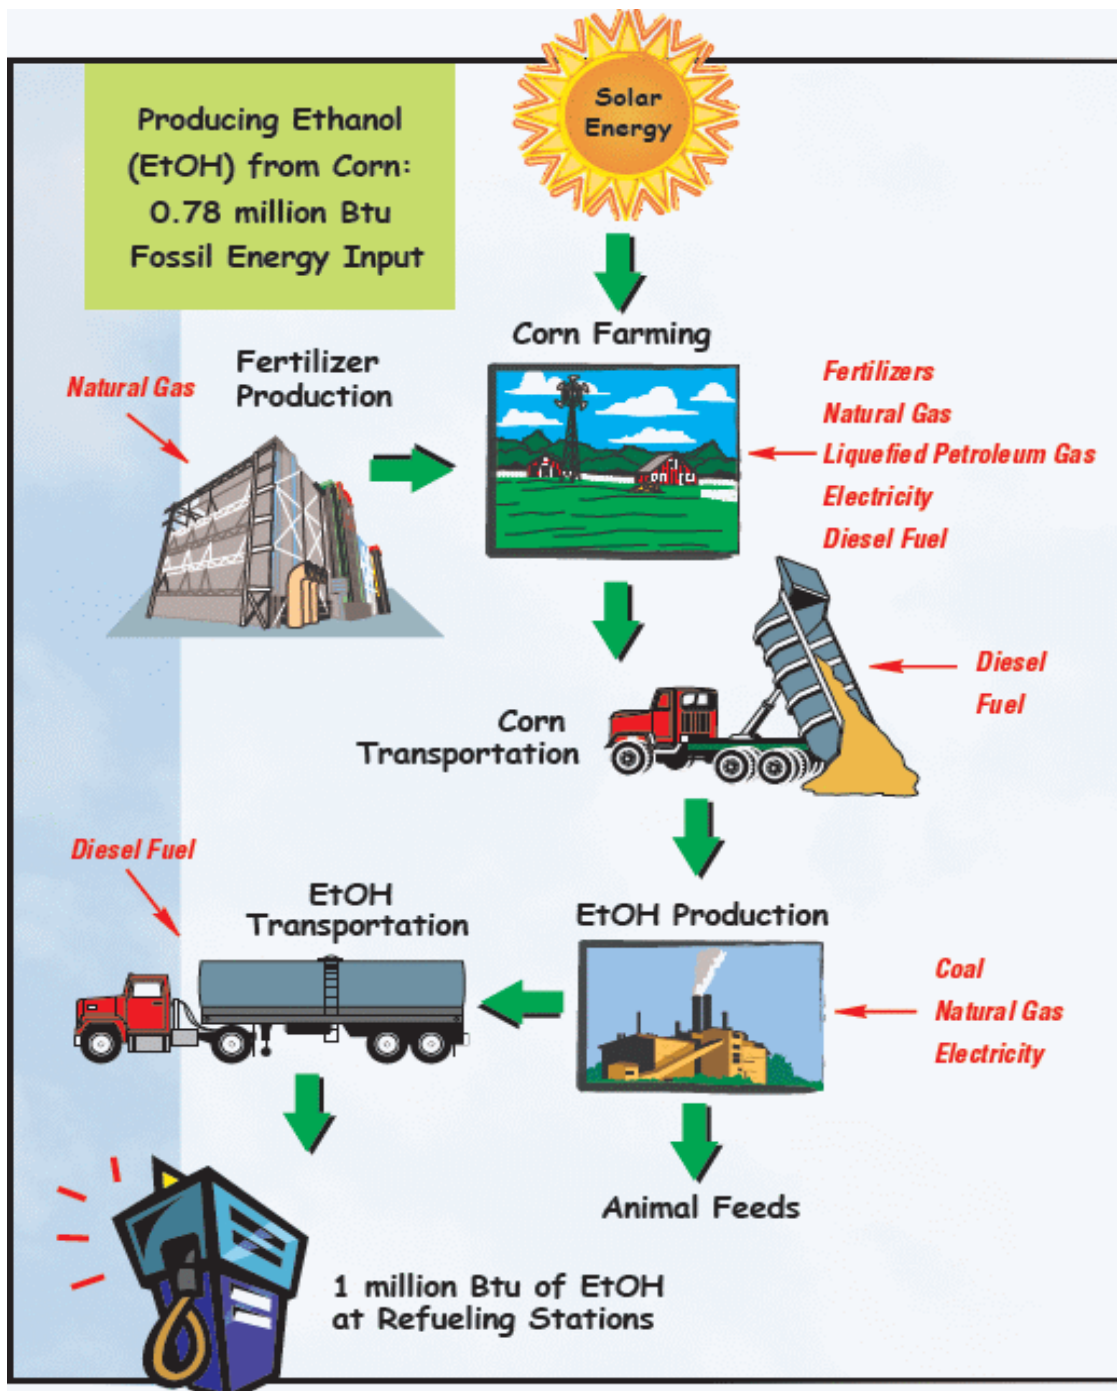 Solar
Energy
Producing Ethanol
(EtOH) from Corn:
0.78 million Btu
Fossil Energy Input
Corn Farming
Fertilizer
Production
Natural Gas
Fertilizers
Natural Gas
Liquefied Petroleum Gas
Electricity
Diesel Fuel
Diesel
Fuel
Corn
Transportation
Diesel Fuel
EtOH
Transportation
EtOH Production
Coal
Natural Gas
Electricity
Animal Feeds
1 million Btu of EtOH
at Refueling Stations